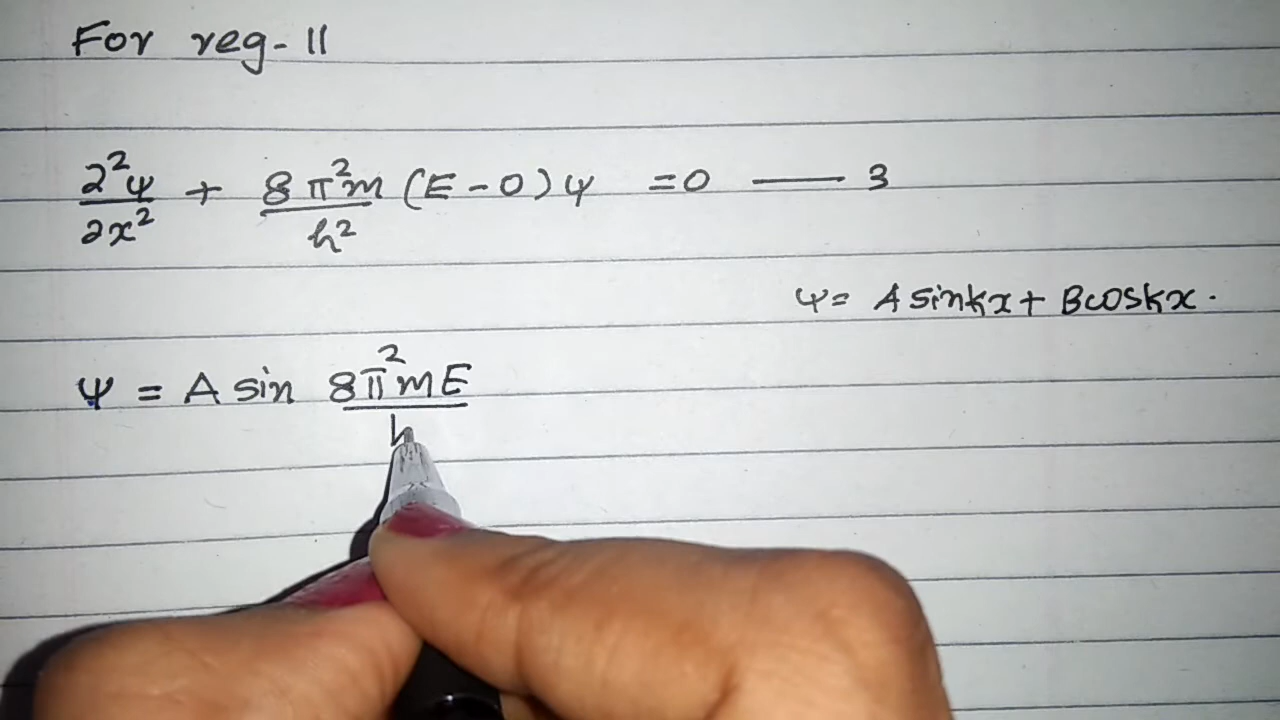 For reg-II
∂²ψ/∂x² + 8π²m/h² (E-0)ψ =0 —— 3
ψ= A sinkx + Bcoskx.
ψ = A sin 8π²mE/h